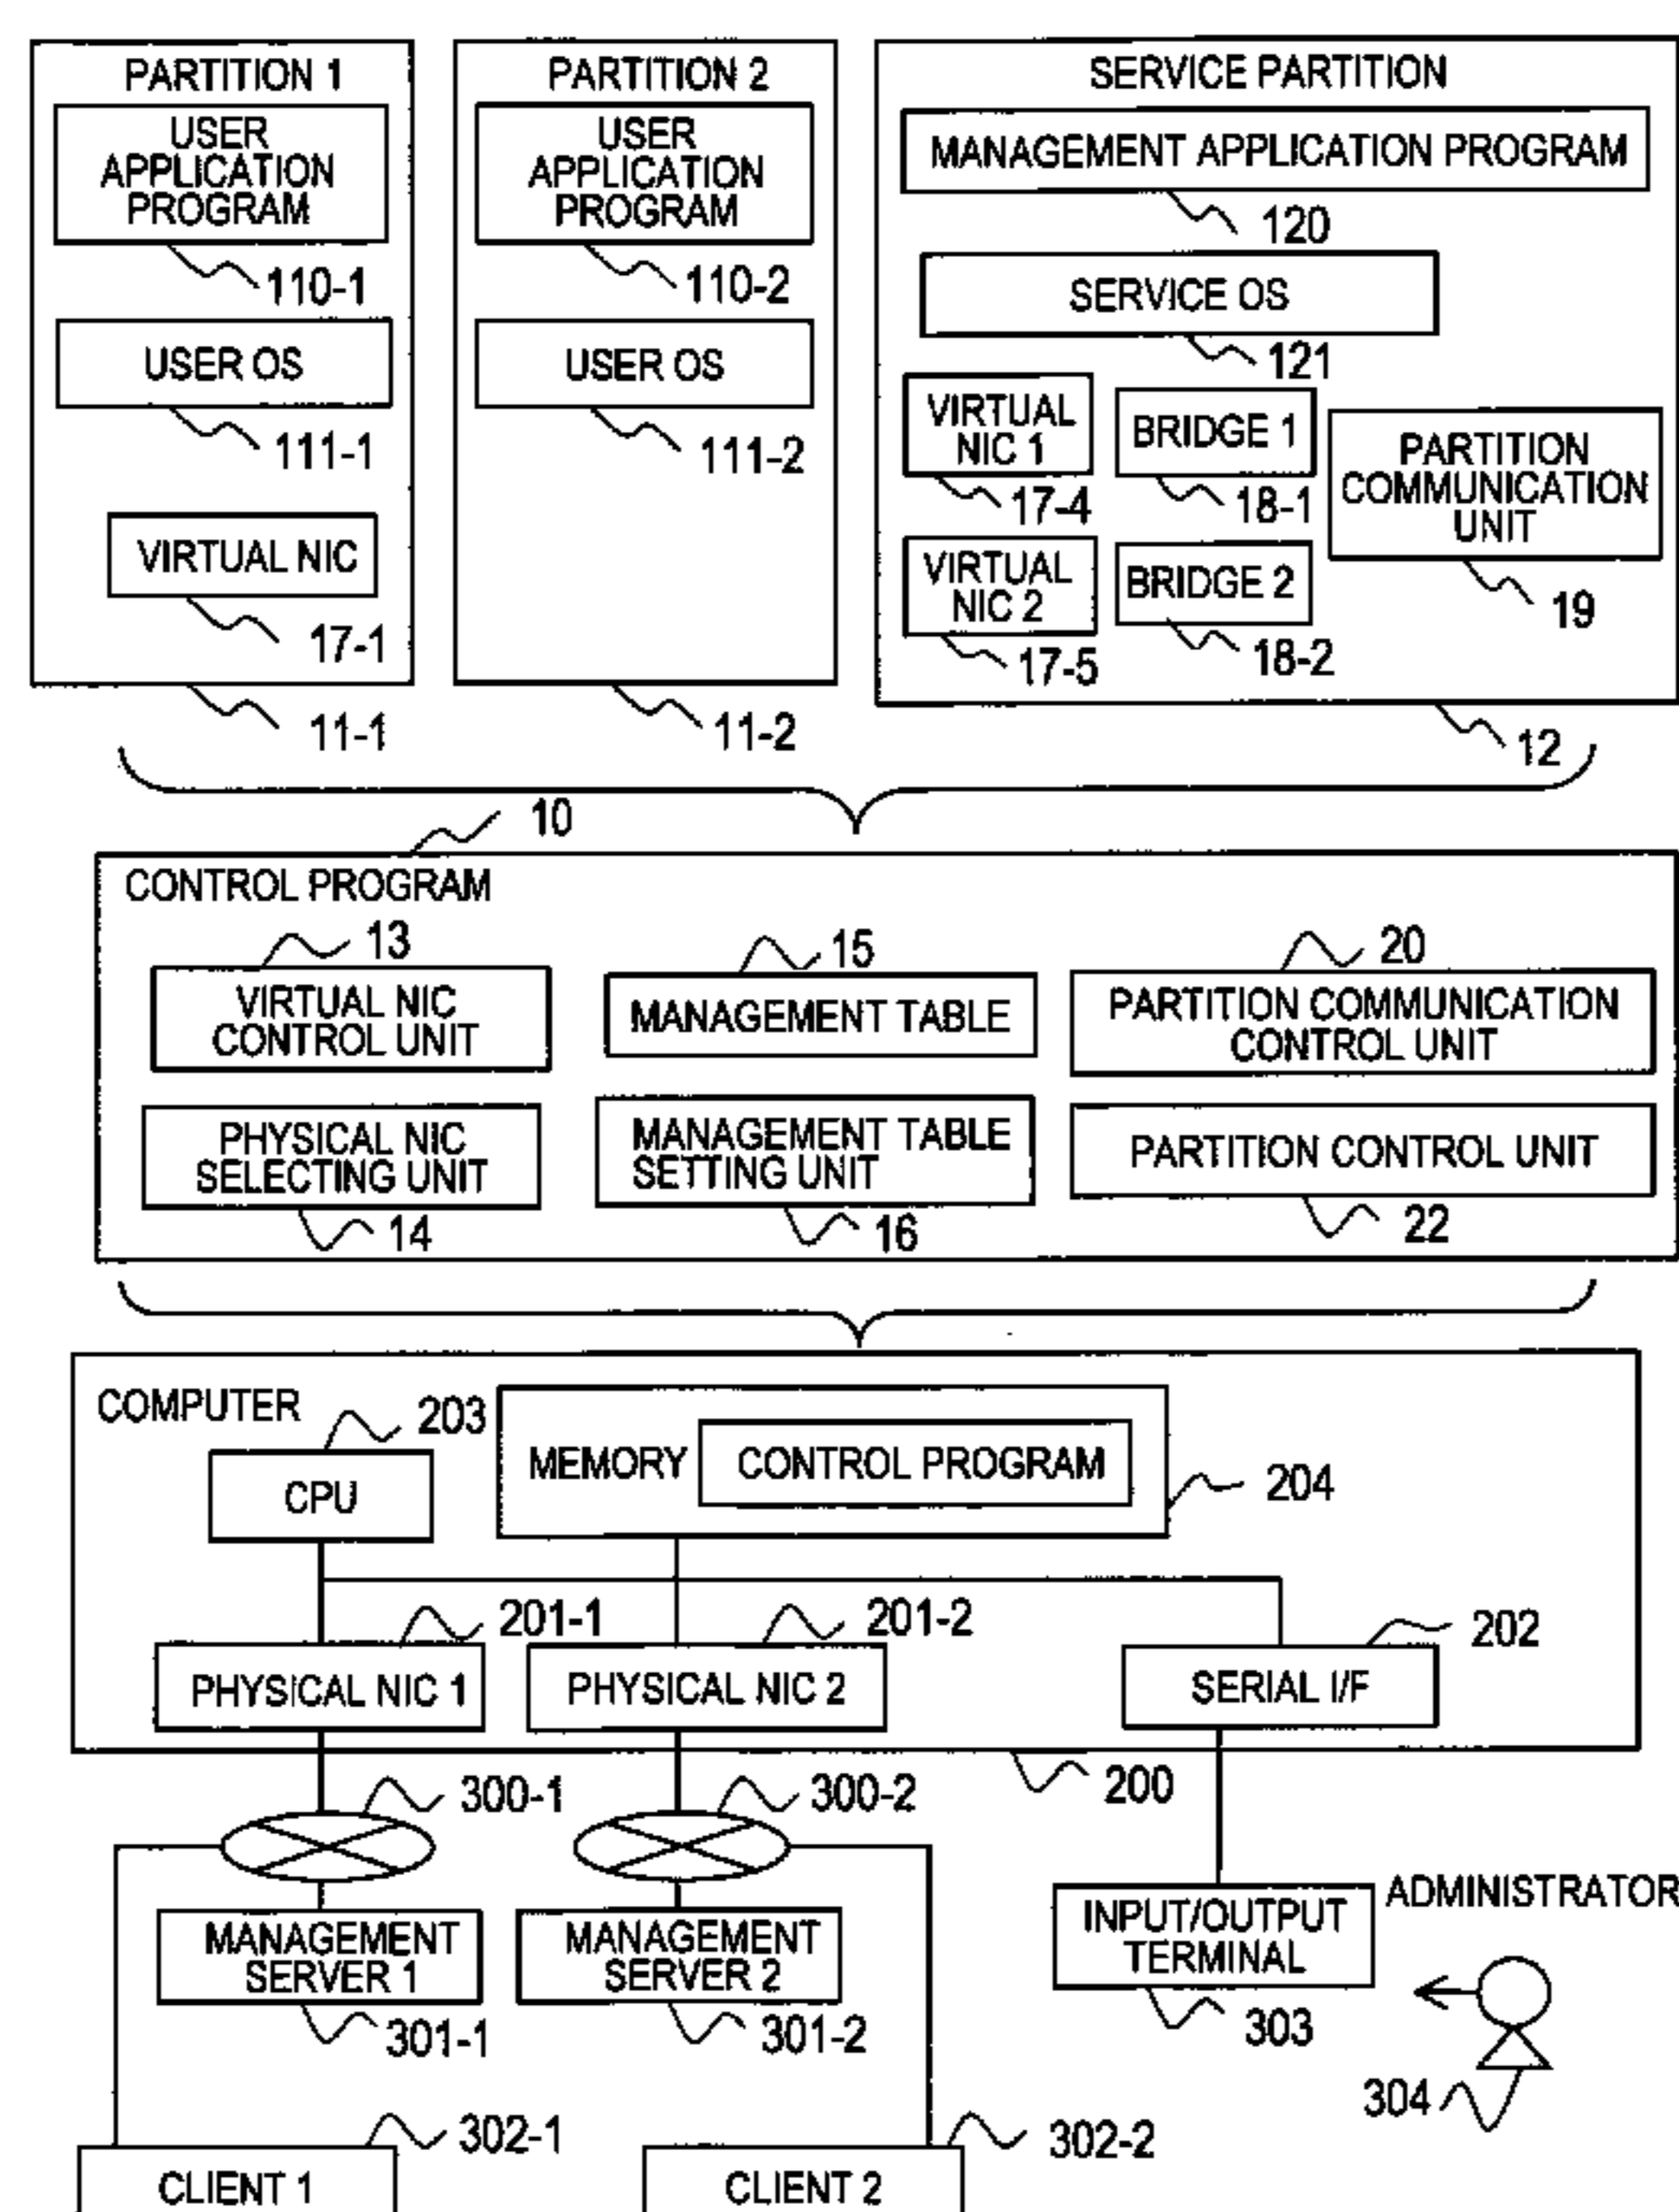 PARTITION 1
USER
APPLICATION
PROGRAM
110-1
USER OS
111-1
VIRTUAL NIC
17-1
11-1
PARTITION 2
USER
APPLICATION
PROGRAM
110-2
USER OS
111-2
11-2
SERVICE PARTITION
MANAGEMENT APPLICATION PROGRAM
120
SERVICE OS
121
VIRTUAL
NIC 1
17-4
BRIDGE 1
18-1
PARTITION
COMMUNICATION
UNIT
19
VIRTUAL
NIC 2
17-5
BRIDGE 2
18-2
12
10
CONTROL PROGRAM
13
VIRTUAL NIC
CONTROL UNIT
15
MANAGEMENT TABLE
20
PARTITION COMMUNICATION
CONTROL UNIT
PHYSICAL NIC
SELECTING UNIT
14
MANAGEMENT TABLE
SETTING UNIT
16
PARTITION CONTROL UNIT
22
COMPUTER
203
CPU
MEMORY
CONTROL PROGRAM
204
201-1
PHYSICAL NIC 1
201-2
PHYSICAL NIC 2
202
SERIAL I/F
200
300-1
300-2
MANAGEMENT
SERVER 1
301-1
MANAGEMENT
SERVER 2
301-2
INPUT/OUTPUT
TERMINAL
303
ADMINISTRATOR
304
302-1
CLIENT 1
302-2
CLIENT 2